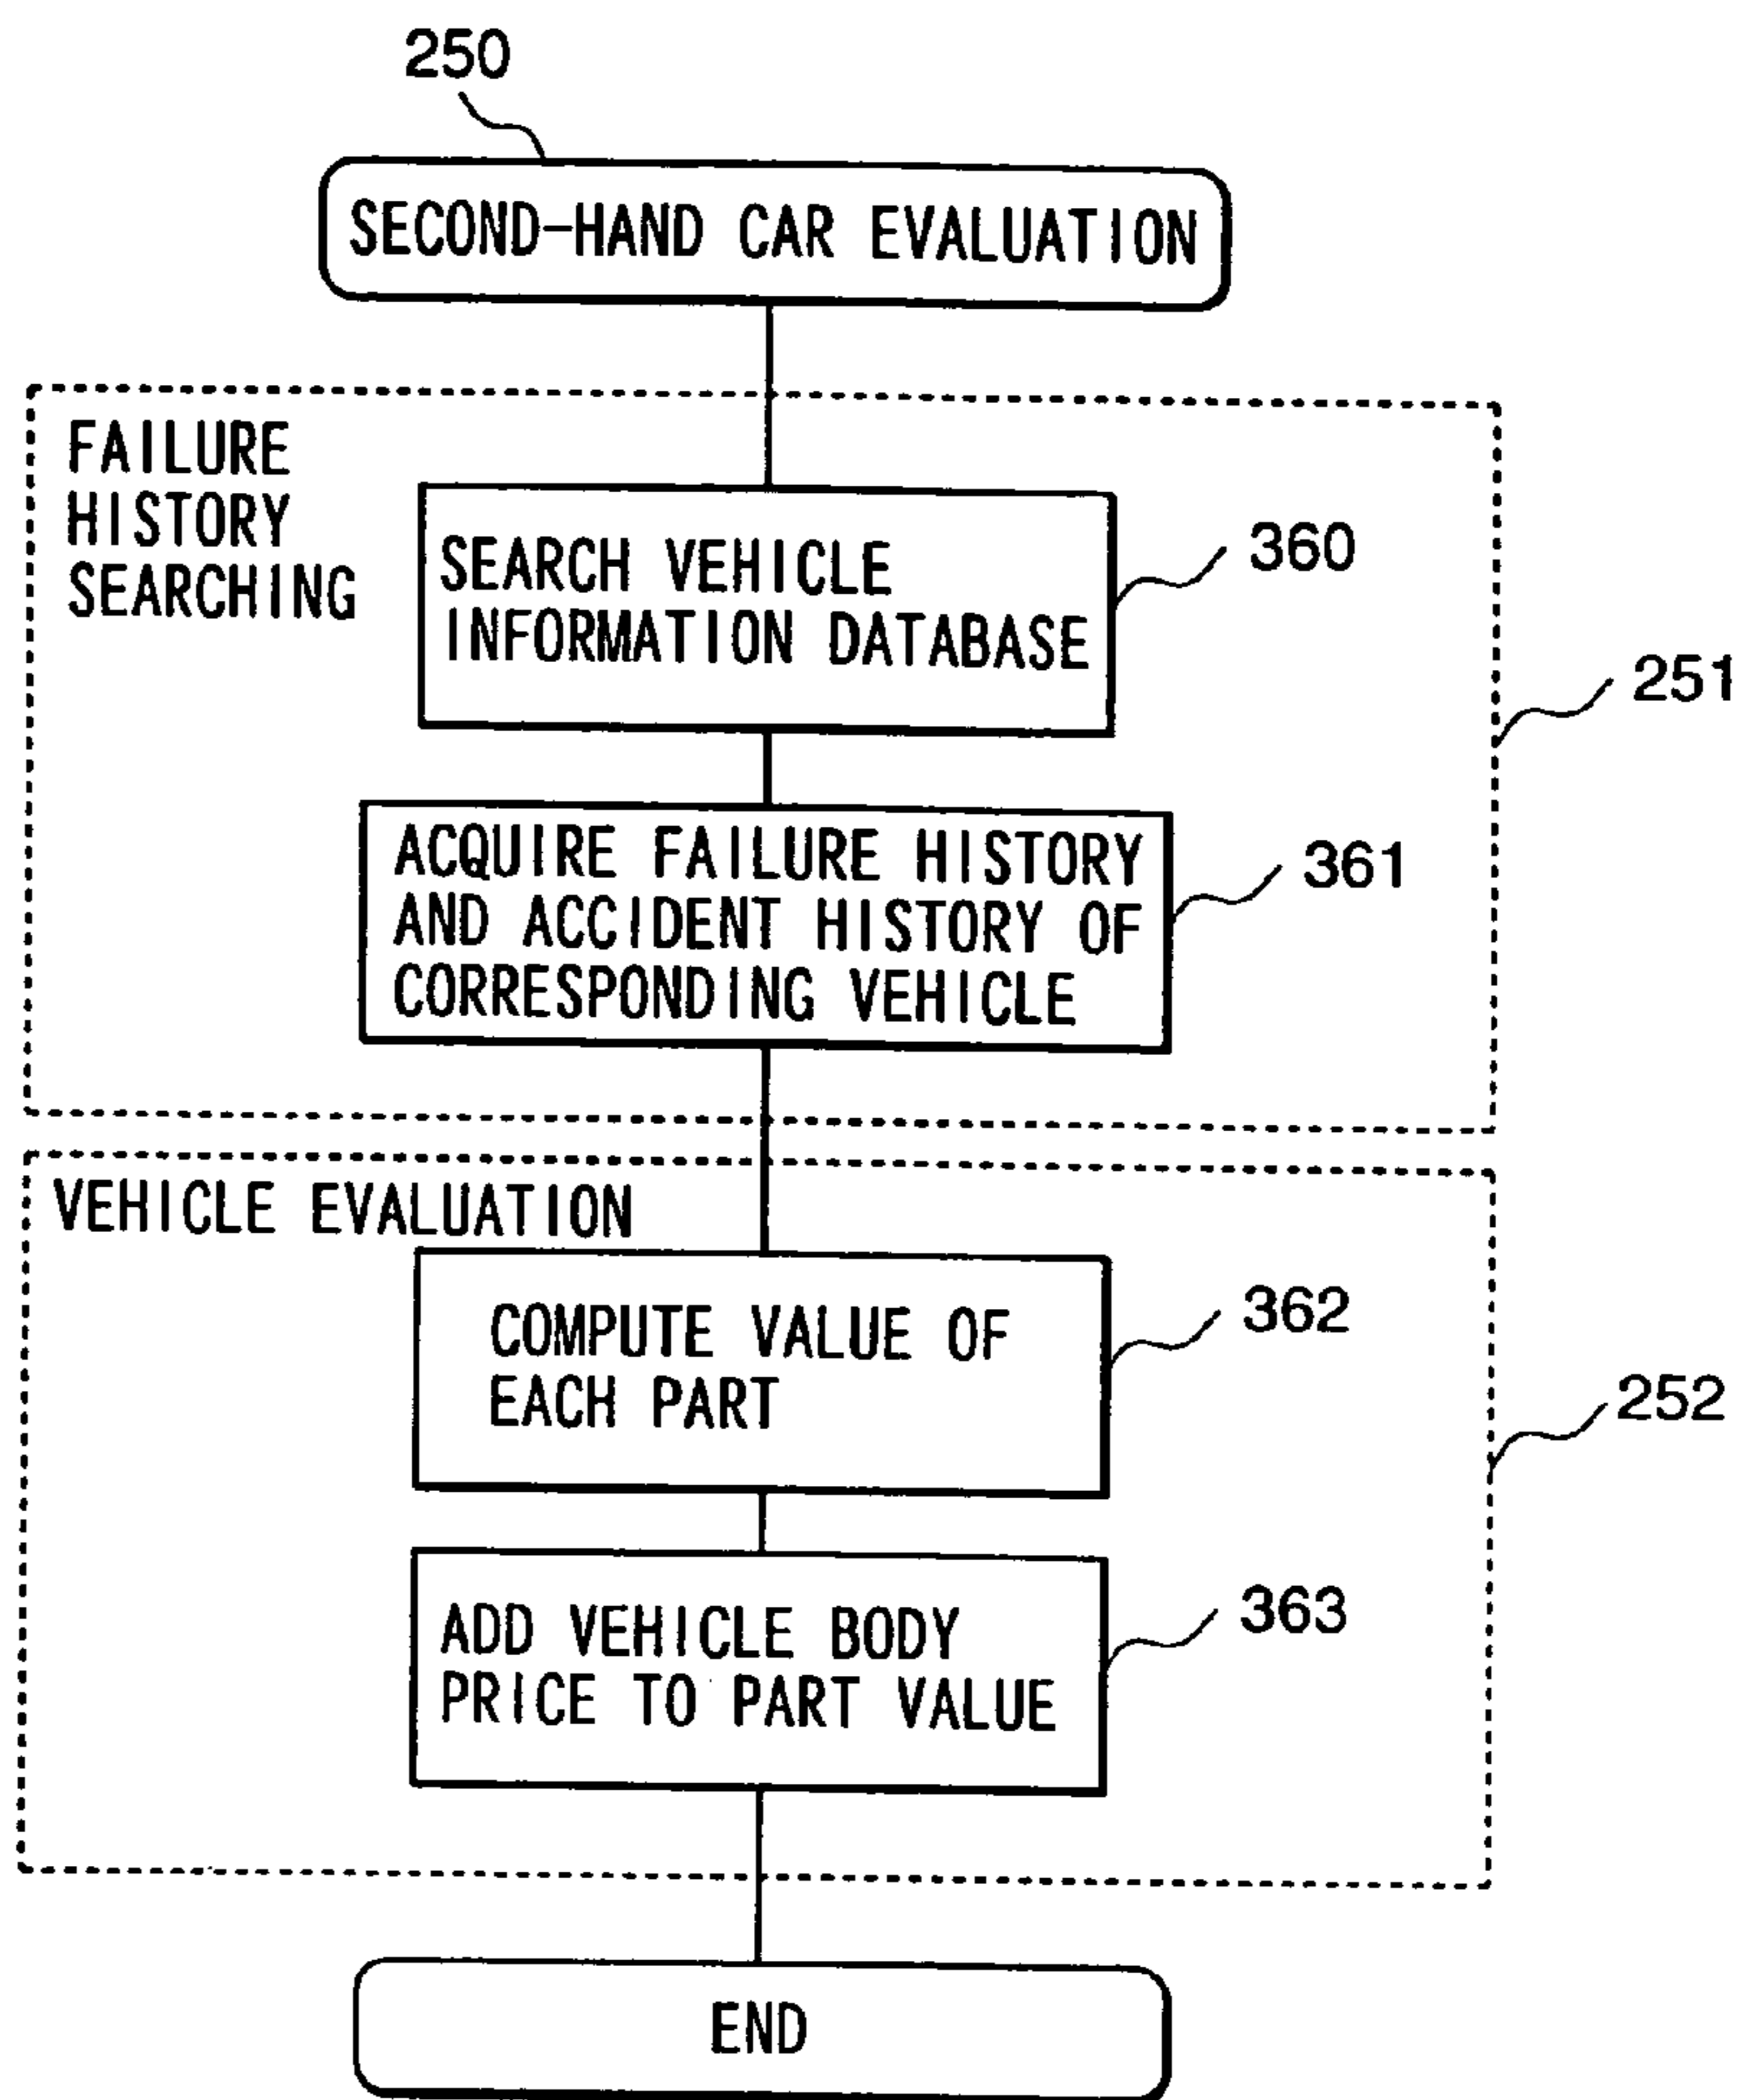 250
SECOND-HAND CAR EVALUATION
FAILURE
HISTORY
SEARCHING
SEARCH VEHICLE
INFORMATION DATABASE
360
251
ACQUIRE FAILURE HISTORY
AND ACCIDENT HISTORY OF
CORRESPONDING VEHICLE
361
VEHICLE EVALUATION
COMPUTE VALUE OF
EACH PART
362
252
ADD VEHICLE BODY
PRICE TO PART VALUE
363
END